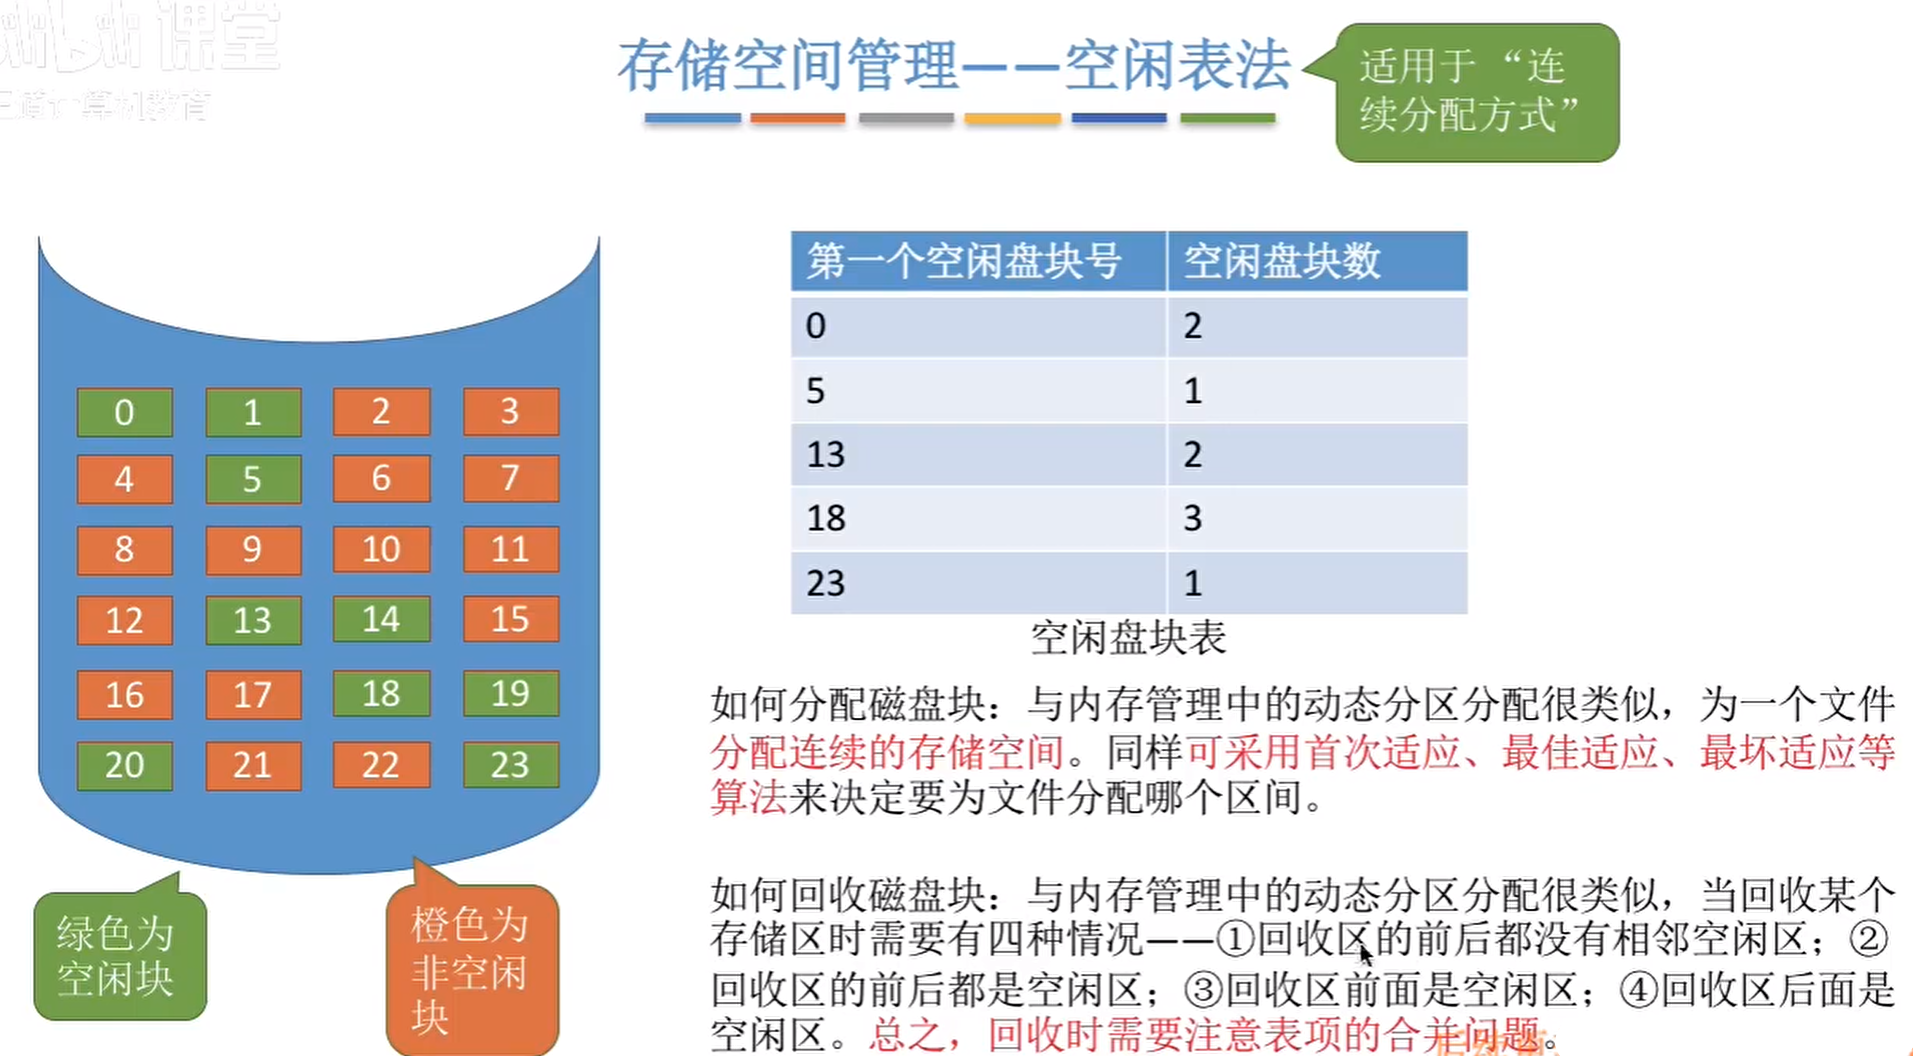 课堂
存储空间管理——空闲表法
适用于 “连
续分配方式”
第一个空闲盘块号 空闲盘块数
0 2
5 1
13 2
18 3
23 1
空闲盘块表
0 1 2 3
4 5 6 7
8 9 10 11
12 13 14 15
16 17 18 19
20 21 22 23
绿色为
空闲块
橙色为
非空闲
块
如何分配磁盘块：与内存管理中的动态分区分配很类似，为一个文件
分配连续的存储空间。同样可采用首次适应、最佳适应、最坏适应等
算法来决定要为文件分配哪个区间。
如何回收磁盘块：与内存管理中的动态分区分配很类似，当回收某个
存储区时需要有四种情况——①回收区的前后都没有相邻空闲区；②
回收区的前后都是空闲区；③回收区前面是空闲区；④回收区后面是
空闲区。总之，回收时需要注意表项的合并问题。